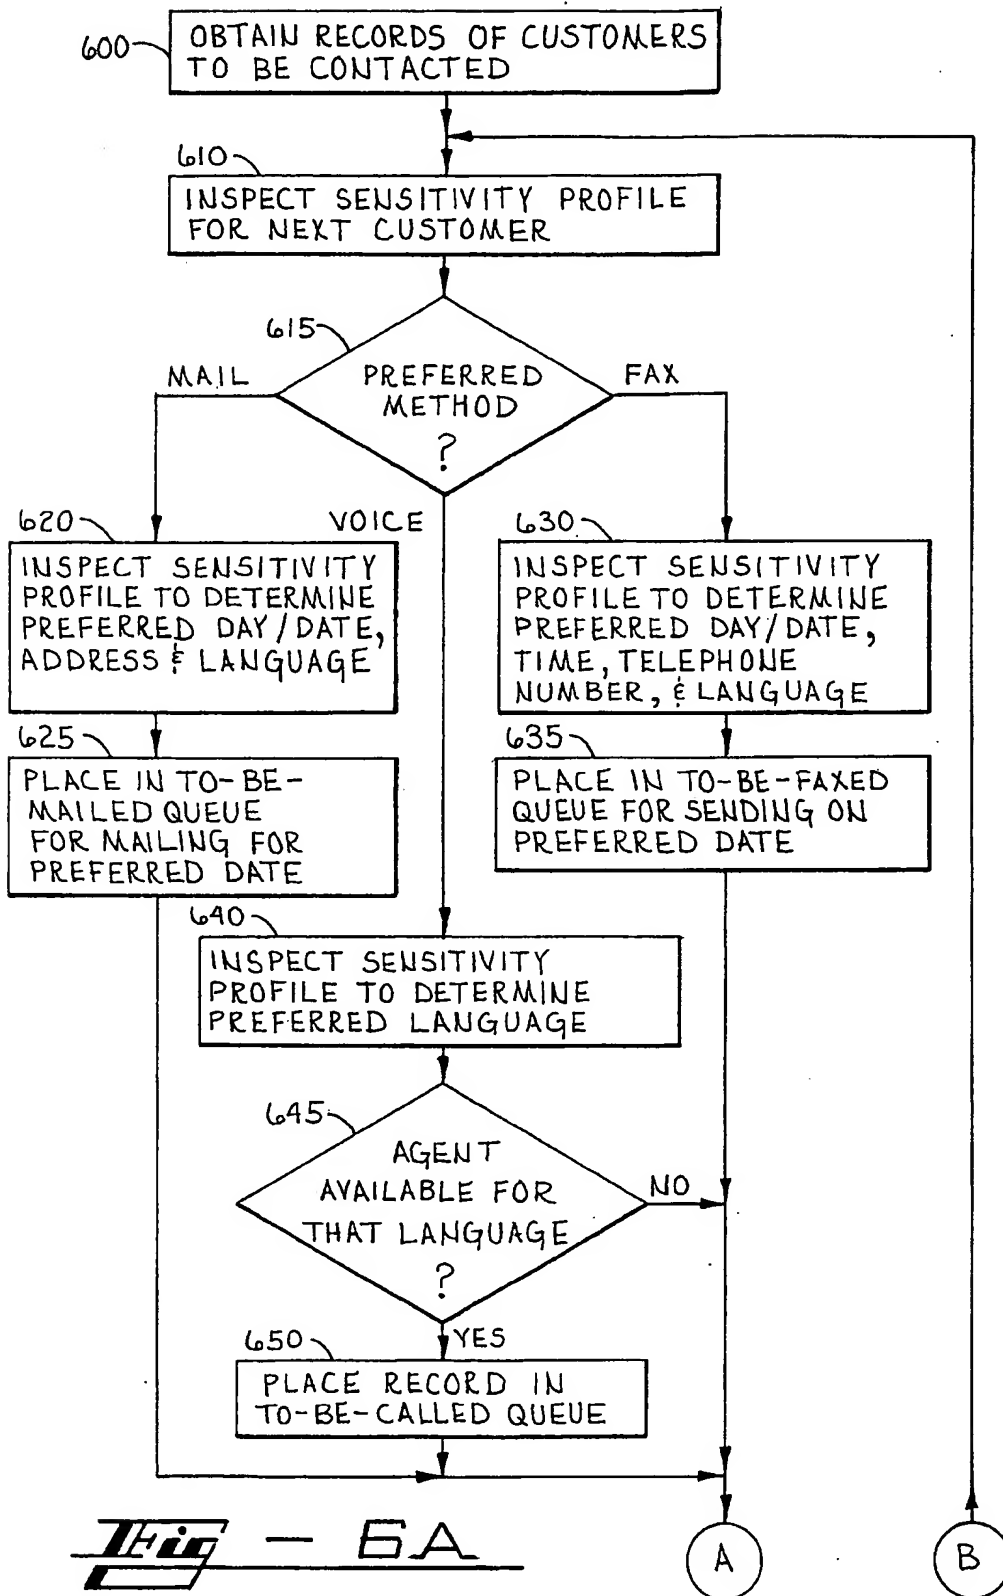 600
OBTAIN RECORDS OF CUSTOMERS
TO BE CONTACTED
610
INSPECT SENSITIVITY PROFILE
FOR NEXT CUSTOMER
615
PREFERRED
METHOD
?
MAIL
FAX
VOICE
620
INSPECT SENSITIVITY
PROFILE TO DETERMINE
PREFERRED DAY/DATE,
ADDRESS & LANGUAGE
630
INSPECT SENSITIVITY
PROFILE TO DETERMINE
PREFERRED DAY/DATE,
TIME, TELEPHONE
NUMBER, & LANGUAGE
625
PLACE IN TO-BE-
MAILED QUEUE
FOR MAILING FOR
PREFERRED DATE
635
PLACE IN TO-BE-FAXED
QUEUE FOR SENDING ON
PREFERRED DATE
640
INSPECT SENSITIVITY
PROFILE TO DETERMINE
PREFERRED LANGUAGE
645
AGENT
AVAILABLE FOR
THAT LANGUAGE
?
NO
YES
650
PLACE RECORD IN
TO-BE-CALLED QUEUE
A
B
Fig - 6A